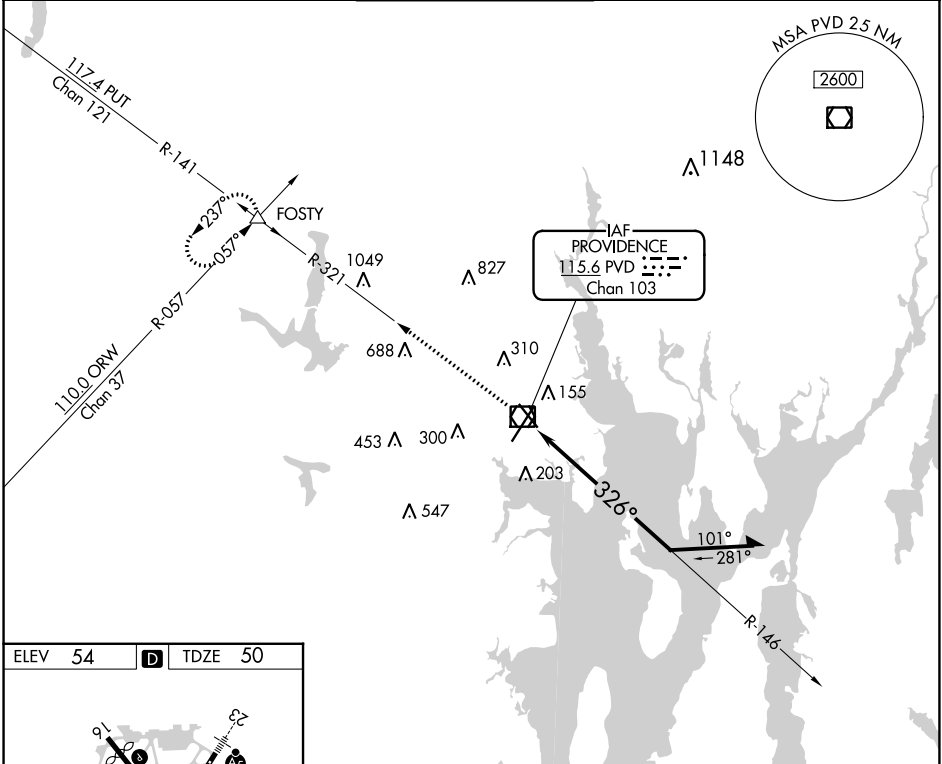 MSA PVD 25 NM
2600
117.4 PUT
Chan 121
R-141
1148
237°
FOSTY
057°
R-321
1049
827
IAF
PROVIDENCE
115.6 PVD
Chan 103
R-057
110.0 ORW
Chan 37
688
310
155
453
300
203
326°
547
101°
281°
R-146
ELEV 54 D TDZE 50
16
23